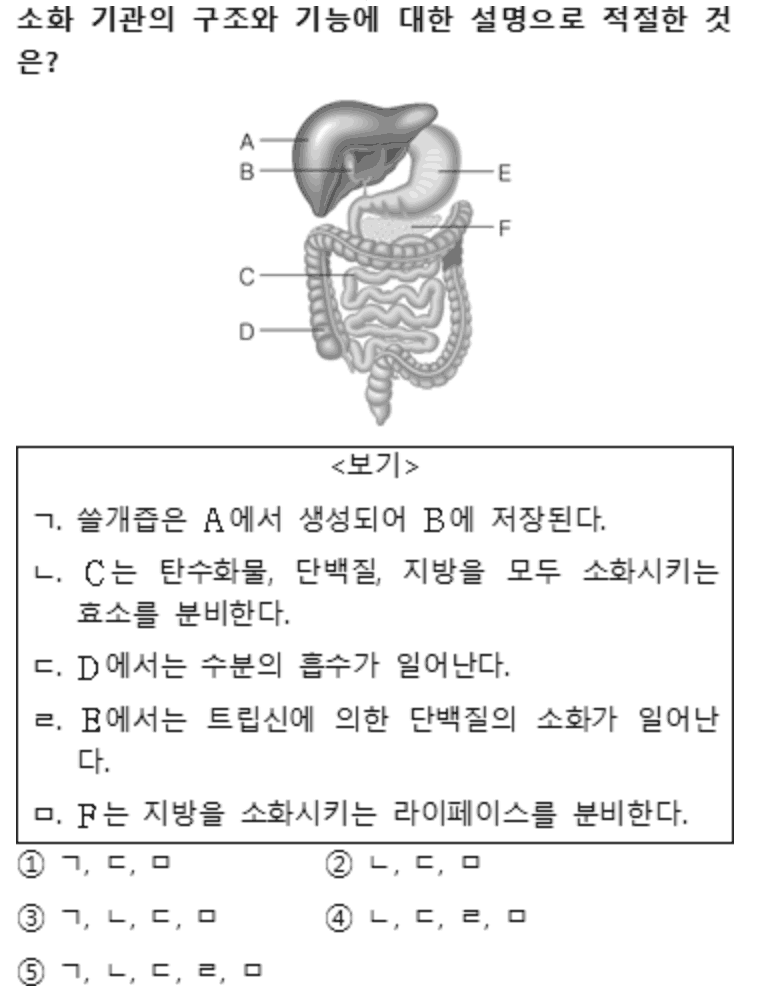 소화 기관의 구조와 기능에 대한 설명으로 적절한 것
은?
A
B
E
F
C
D
<보기>
ㄱ. 쓸개즙은 A에서 생성되어 B에 저장된다.
ㄴ. C는 탄수화물, 단백질, 지방을 모두 소화시키는
효소를 분비한다.
ㄷ. D에서는 수분의 흡수가 일어난다.
ㄹ. E에서는 트립신에 의한 단백질의 소화가 일어난
다.
ㅁ. F는 지방을 소화시키는 라이페이스를 분비한다.
① ㄱ, ㄷ, ㅁ ② ㄴ, ㄷ, ㅁ
③ ㄱ, ㄴ, ㄷ, ㅁ ④ ㄴ, ㄷ, ㄹ, ㅁ
⑤ ㄱ, ㄴ, ㄷ, ㄹ, ㅁ